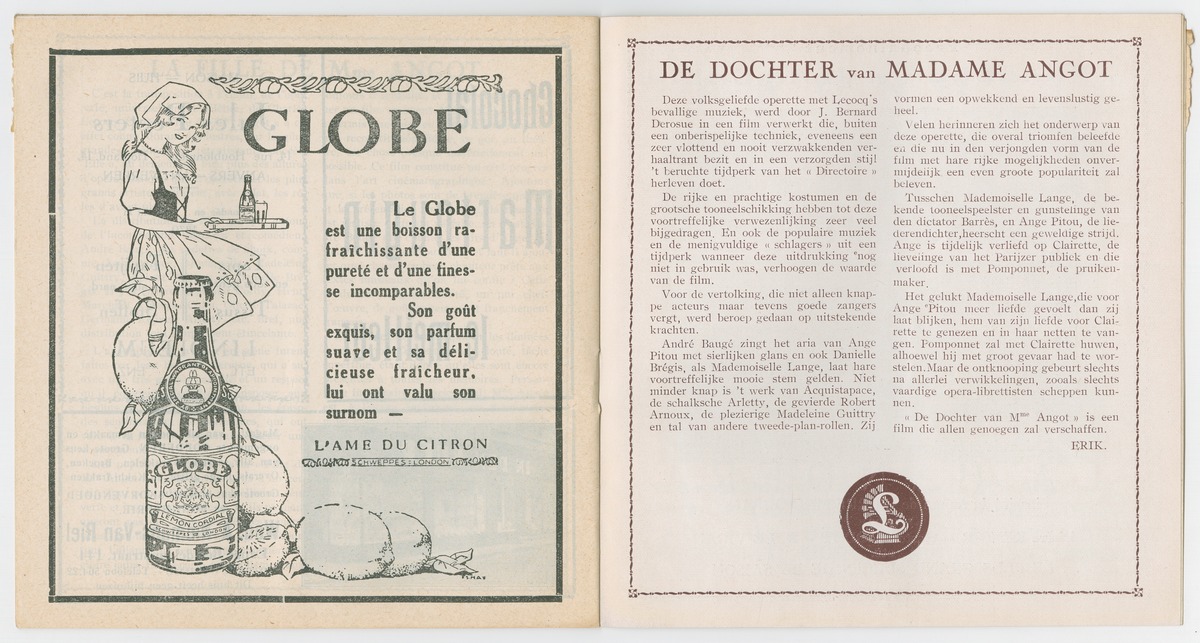 GLOBE
Le Globe
est une boisson ra-
fraîchissante d'une
pureté et d'une fines-
se incomparables.
Son goût
exquis, son parfum
suave et sa déli-
cieuse fraîcheur,
lui ont valu son
surnom —
L'AME DU CITRON
SCHWEPPES : LONDON
GLOBE
LEMON CORDIAL
DE DOCHTER van MADAME ANGOT
Deze volksgeliefde operette met Lecocq's
bevallige muziek, werd door J. Bernard
Derosne in een film verwerkt die, buiten
een onberispelijke techniek, eveneens een
zeer vlottend en nooit verzwakkenden ver-
haaltrant bezit en in een verzorgden stijl
't beruchte tijdperk van het « Directoire »
herleven doet.
De rijke en prachtige kostumen en de
grootsche tooneelschikking hebben tot deze
voortreffelijke verwezenlijking zeer veel
bijgedragen. En ook de populaire muziek
en de menigvuldige « schlagers » uit een
tijdperk wanneer deze uitdrukking nog
niet in gebruik was, verhoogen de waarde
van de film.
Voor de vertolking, die niet alleen knap-
pe acteurs maar tevens goede zangers
vergt, werd beroep gedaan op uitstekende
krachten.
André Baugé zingt het aria van Ange
Pitou met sierlijken glans en ook Danielle
Brégis, als Mademoiselle Lange, laat hare
voortreffelijke mooie stem gelden. Niet
minder knap is 't werk van Acquistapace,
de schalksche Arletty, de gevierde Robert
Arnoux, de plezierige Madeleine Guittry
en tal van andere tweede-plan-rollen. Zij
vormen een opwekkend en levenslustig ge-
heel.
Velen herinneren zich het onderwerp van
deze operette, die overal triomfen beleefde
en die nu in den verjongden vorm van de
film met hare rijke mogelijkheden onver-
mijdelijk een even groote populariteit zal
beleven.
Tusschen Mademoiselle Lange, de be-
kende tooneelspeelster en gunstelinge van
den dictator Barrès, en Ange Pitou, de lie-
derendichter,heerscht een geweldige strijd.
Ange is tijdelijk verliefd op Clairette, de
lieveling van het Parijzer publiek en die
verloofd is met Pomponnet, de pruiken-
maker.
Het gelukt Mademoiselle Lange,die voor
Ange Pitou meer liefde gevoelt dan zij
laat blijken, hem van zijn liefde voor Clai-
rette te genezen en in haar netten te van-
gen. Pomponnet zal met Clairette huwen,
alhoewel hij met groot gevaar had te wor-
stelen.Maar de ontknooping gebeurt slechts
na allerlei verwikkelingen, zooals slechts
vaardige opera-librettisten scheppen kun-
nen.
« De Dochter van Mme Angot » is een
film die allen genoegen zal verschaffen.
ERIK.
L